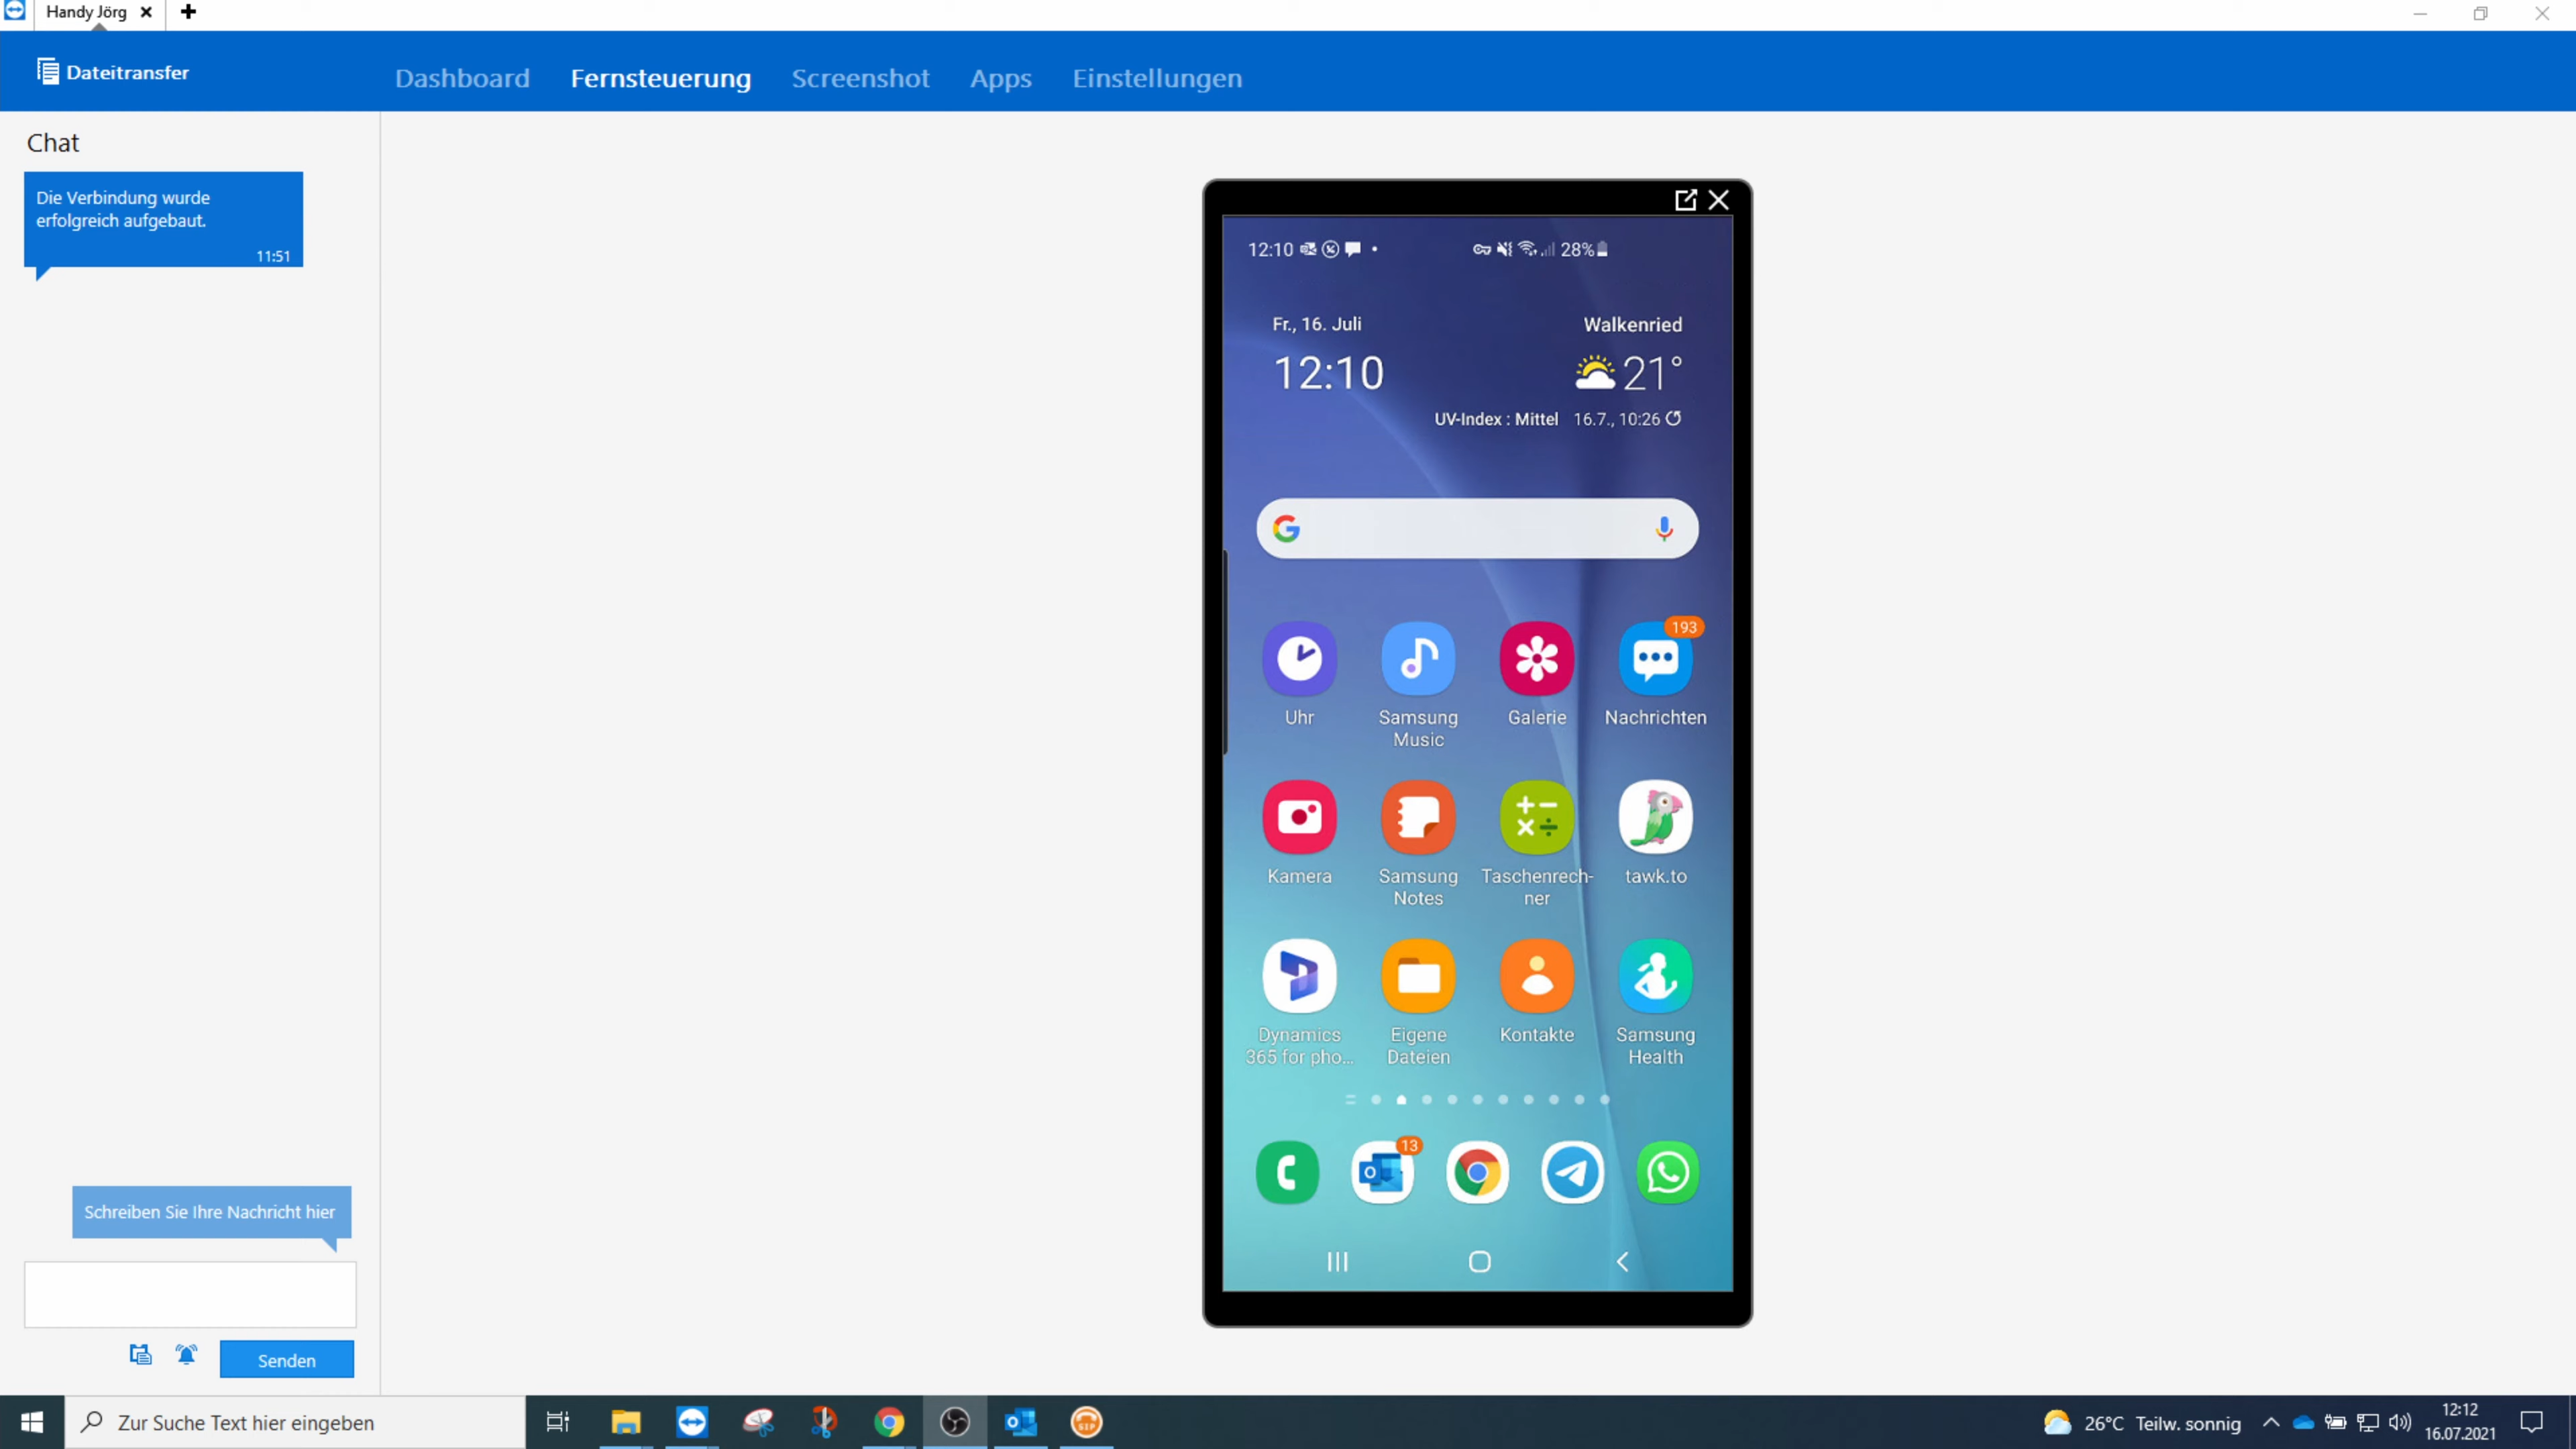 Handy Jörg
Dateitransfer
Dashboard
Fernsteuerung
Screenshot
Apps
Einstellungen
Chat
Die Verbindung wurde
erfolgreich aufgebaut.
11:51
12:10
28%
Fr., 16. Juli
Walkenried
12:10
21°
UV-Index : Mittel
16.7., 10:26
193
Uhr
Samsung
Music
Galerie
Nachrichten
Kamera
Samsung
Notes
Taschenrech-
ner
tawk.to
Dynamics
365 for pho...
Eigene
Dateien
Kontakte
Samsung
Health
13
Schreiben Sie Ihre Nachricht hier
Senden
Zur Suche Text hier eingeben
SIP
26°C Teilw. sonnig
12:12
16.07.2021